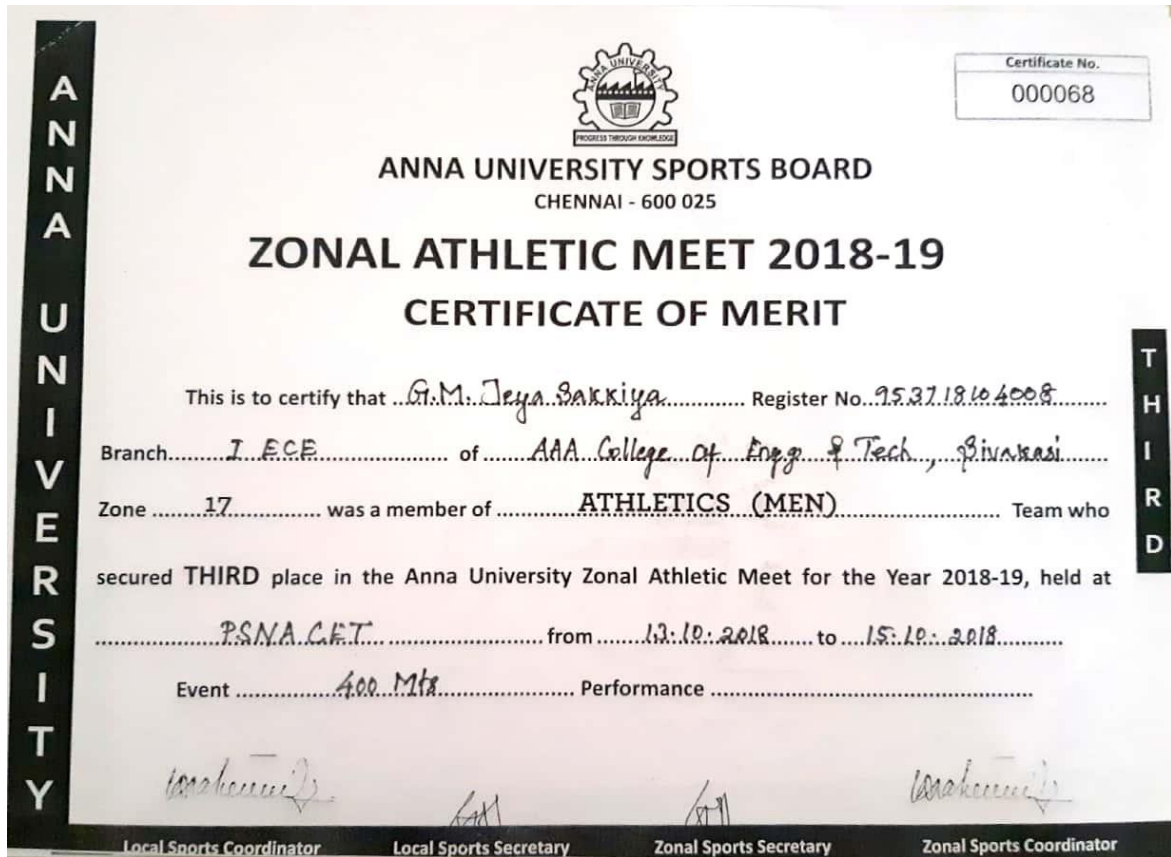 ANNA UNIVERSITY
ANNA UNIVERSITY
PROGRESS THROUGH KNOWLEDGE
Certificate No.
000068
ANNA UNIVERSITY SPORTS BOARD
CHENNAI - 600 025
ZONAL ATHLETIC MEET 2018-19
CERTIFICATE OF MERIT
THIRD
This is to certify that G.M. Jeya Sakkiya Register No. 953718104008
Branch I ECE of AAA College of Engg & Tech, Sivakasi
Zone 17 was a member of ATHLETICS (MEN) Team who
secured THIRD place in the Anna University Zonal Athletic Meet for the Year 2018-19, held at
PSNA CET from 13.10.2018 to 15.10.2018
Event 400 Mts Performance
Local Sports Coordinator Local Sports Secretary Zonal Sports Secretary Zonal Sports Coordinator